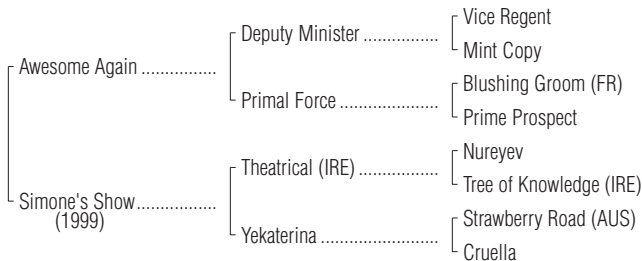 Vice Regent
Deputy Minister .................
Mint Copy
Awesome Again ................
Blushing Groom (FR)
Primal Force ......................
Prime Prospect
Nureyev
Theatrical (IRE) ..................
Tree of Knowledge (IRE)
Simone's Show.................
(1999)
Strawberry Road (AUS)
Yekaterina ..........................
Cruella